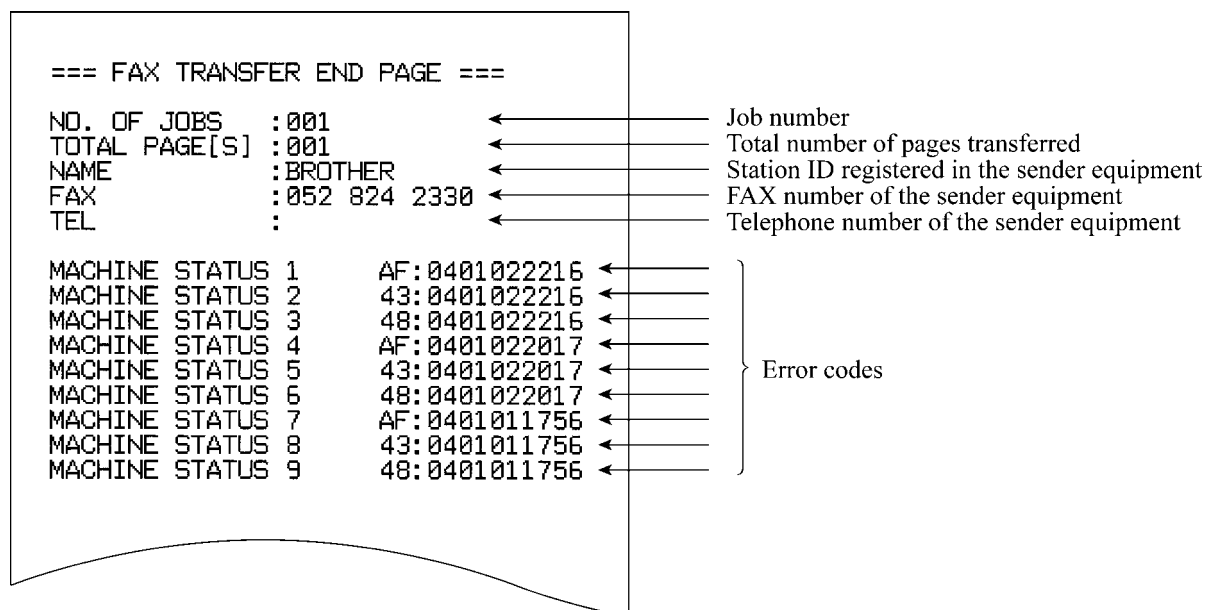 === FAX TRANSFER END PAGE ===
NO. OF JOBS :001
TOTAL PAGE[S] :001
NAME :BROTHER
FAX :052 824 2330
TEL :
Job number
Total number of pages transferred
Station ID registered in the sender equipment
FAX number of the sender equipment
Telephone number of the sender equipment
MACHINE STATUS 1 AF:0401022216
MACHINE STATUS 2 43:0401022216
MACHINE STATUS 3 48:0401022216
MACHINE STATUS 4 AF:0401022017
MACHINE STATUS 5 43:0401022017
MACHINE STATUS 6 48:0401022017
MACHINE STATUS 7 AF:0401011756
MACHINE STATUS 8 43:0401011756
MACHINE STATUS 9 48:0401011756
Error codes